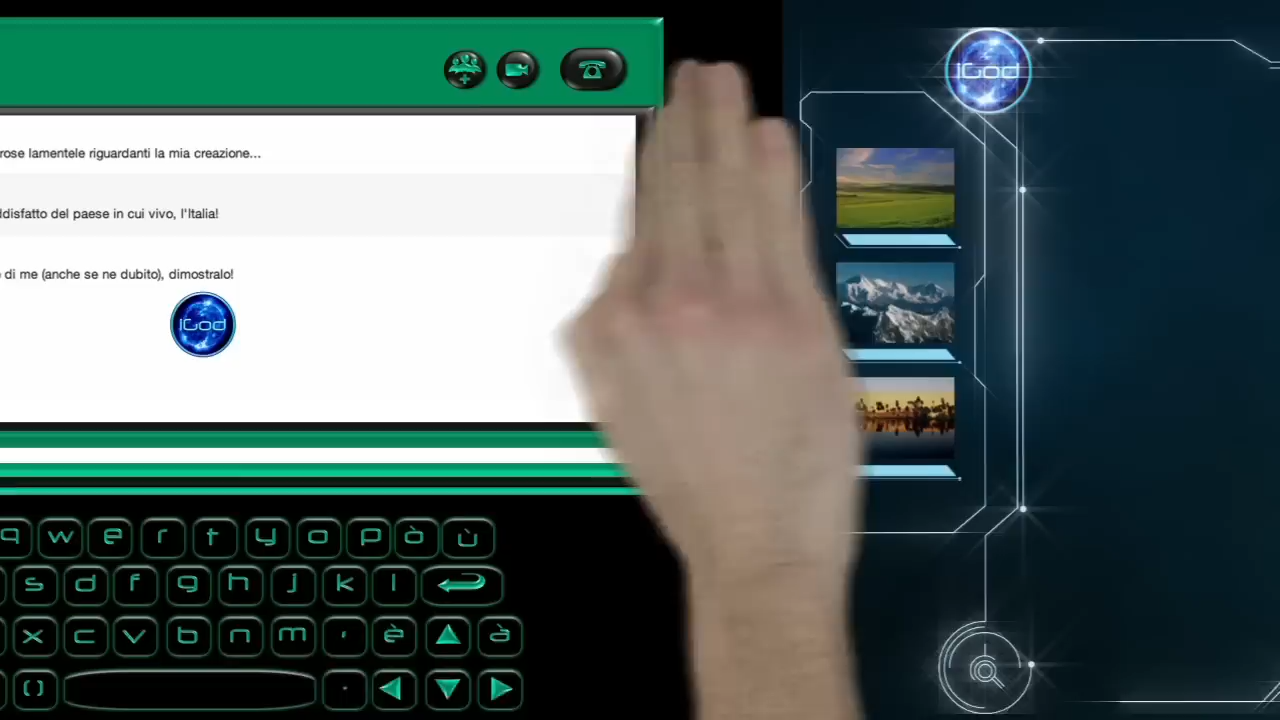 iGod
rose lamentele riguardanti la mia creazione...
ddisfatto del paese in cui vivo, l'Italia!
e di me (anche se ne dubito), dimostralo!
iGod
q w e r t y o p ò ù
s d f g h j k l
x c v b n m ' è à
() .